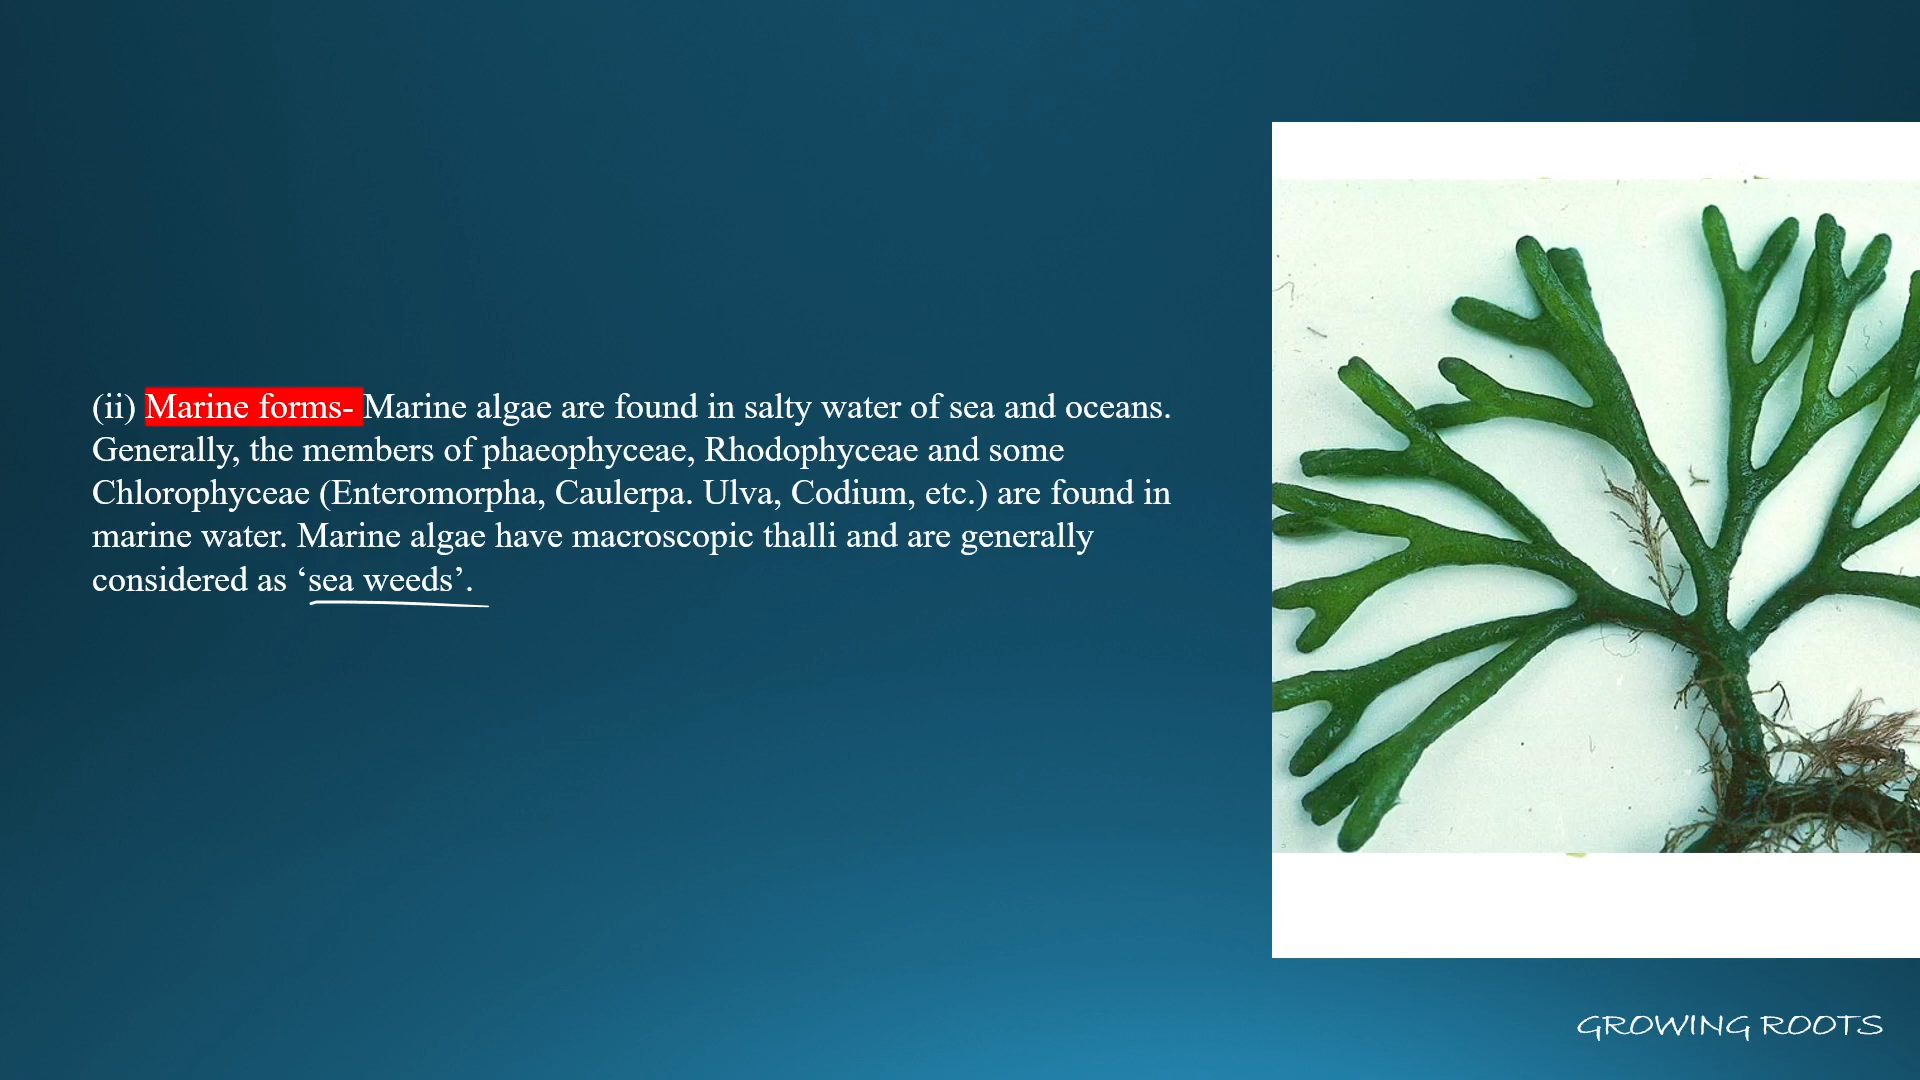 (ii) Marine forms- Marine algae are found in salty water of sea and oceans.
Generally, the members of phaeophyceae, Rhodophyceae and some
Chlorophyceae (Enteromorpha, Caulerpa. Ulva, Codium, etc.) are found in
marine water. Marine algae have macroscopic thalli and are generally
considered as ‘sea weeds’.
GROWING ROOTS